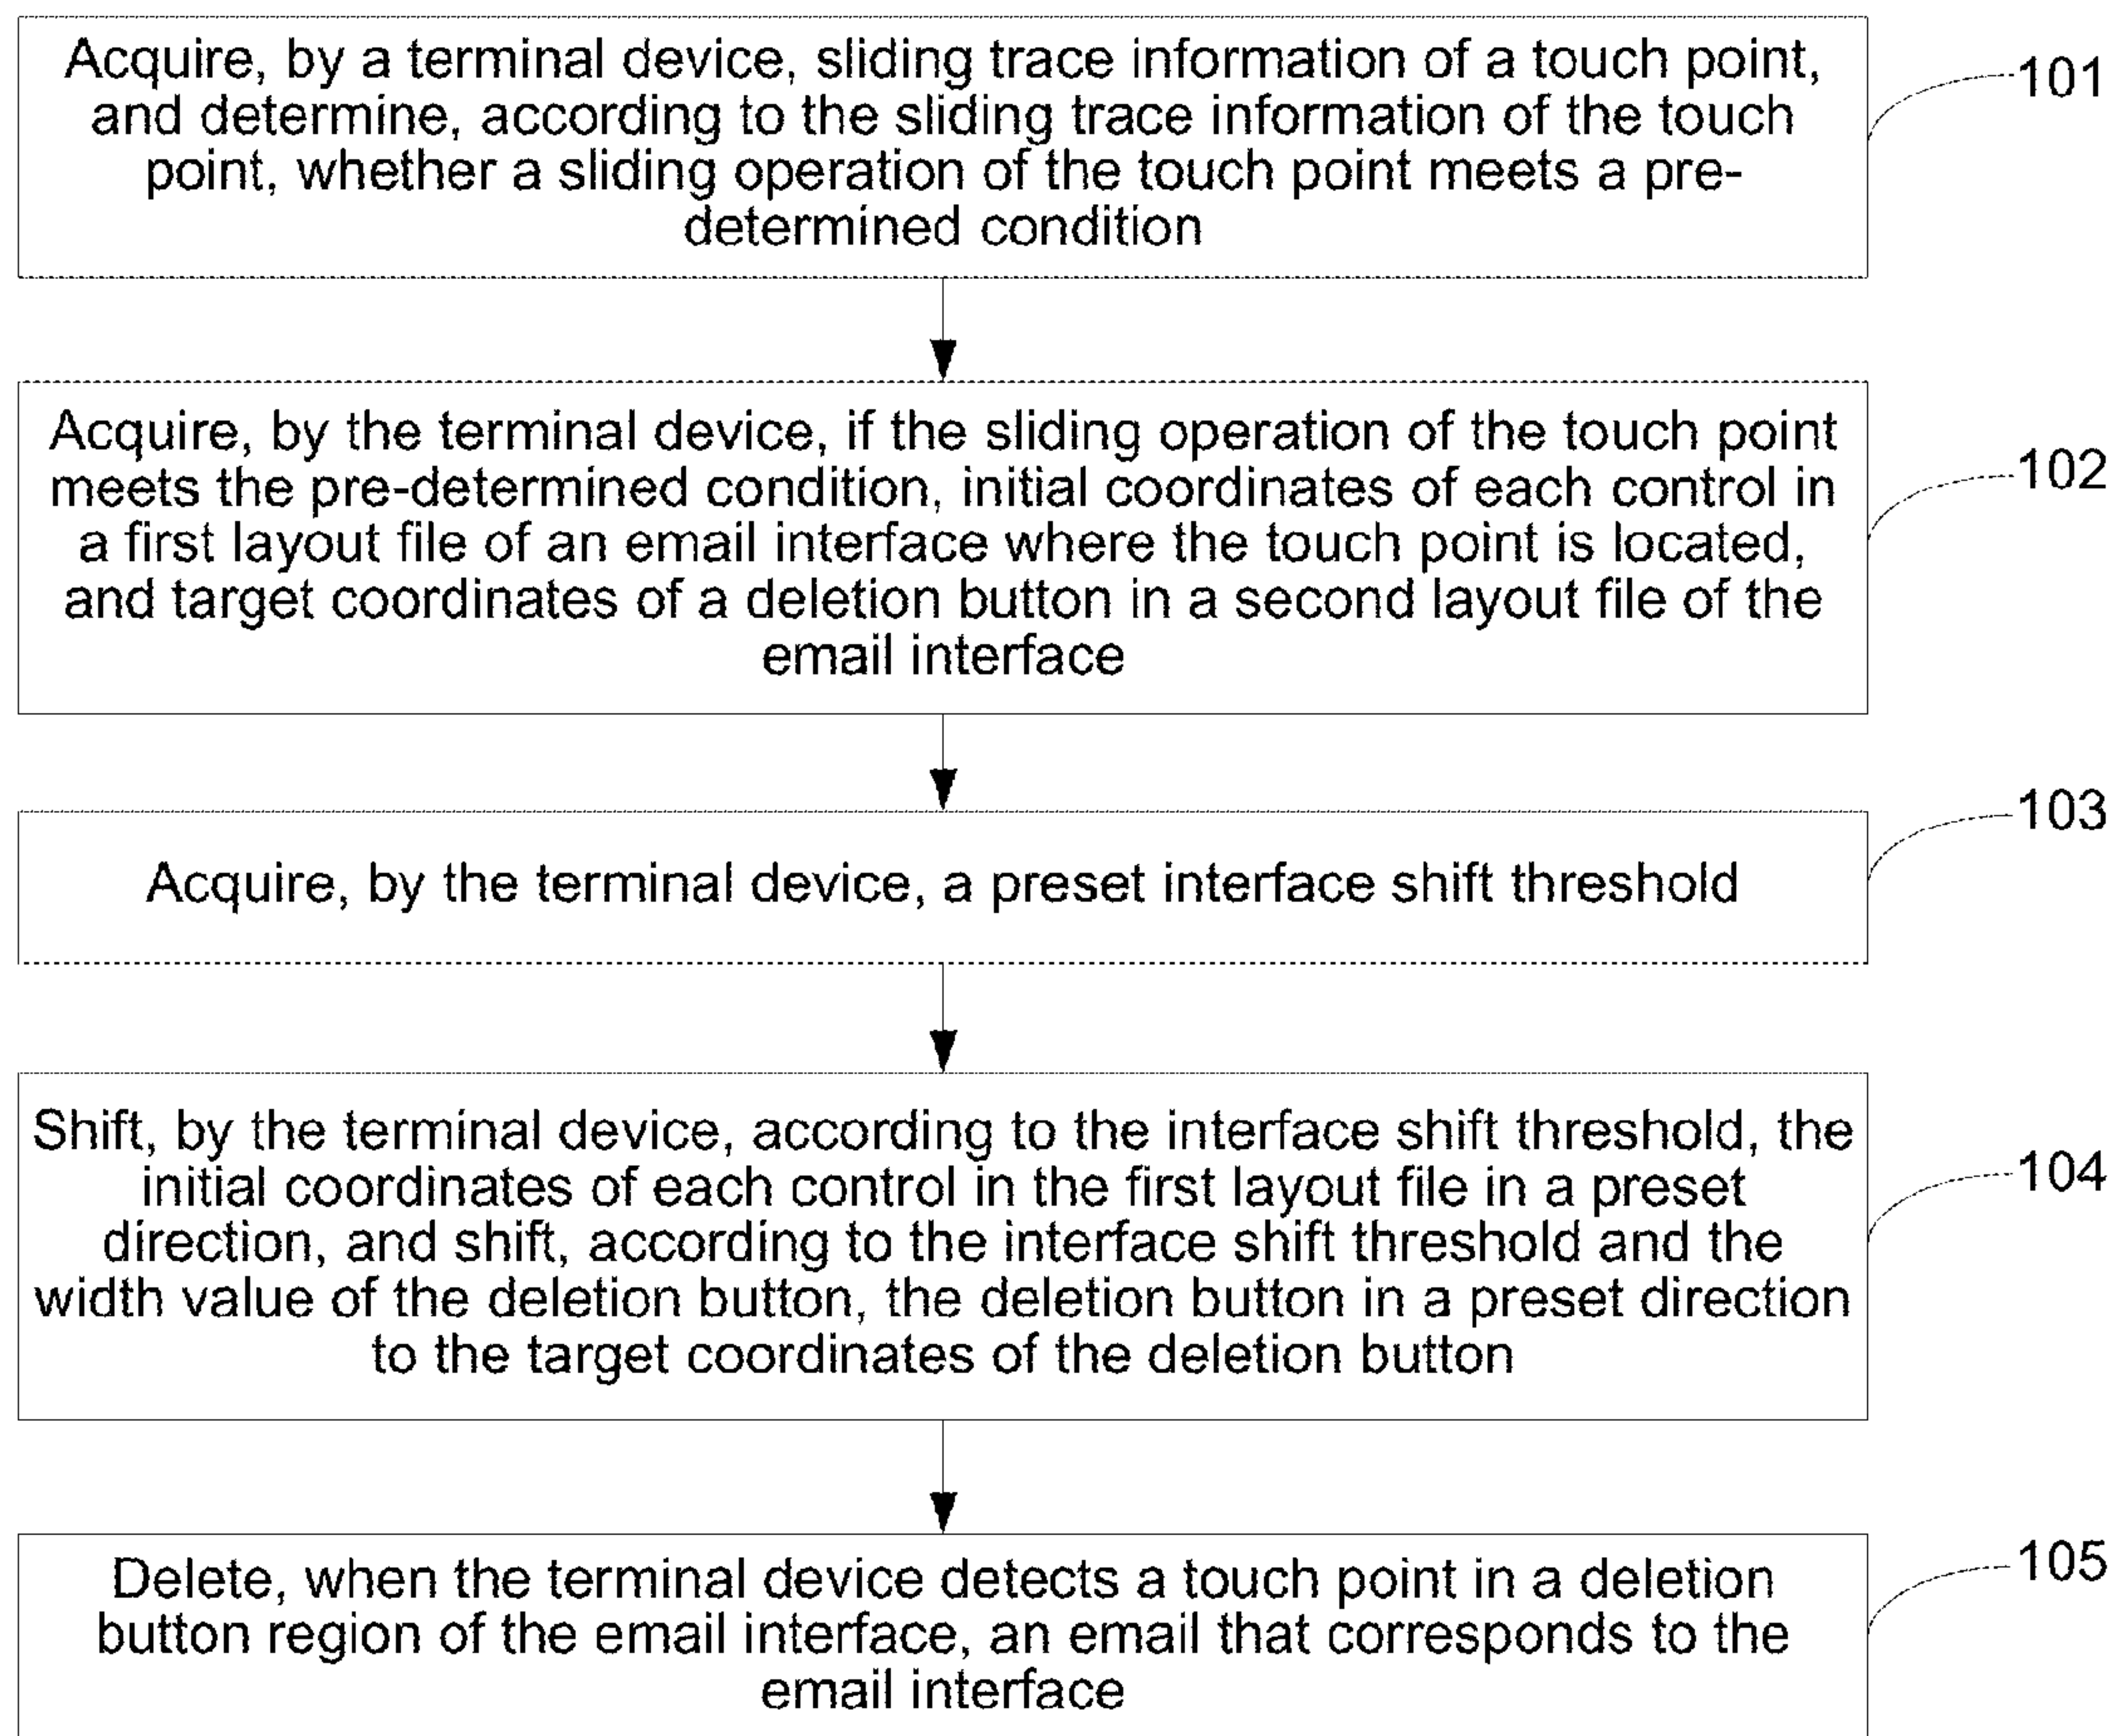 Acquire, by a terminal device, sliding trace information of a touch point,
and determine, according to the sliding trace information of the touch
point, whether a sliding operation of the touch point meets a pre-
determined condition
101
Acquire, by the terminal device, if the sliding operation of the touch point
meets the pre-determined condition, initial coordinates of each control in
a first layout file of an email interface where the touch point is located,
and target coordinates of a deletion button in a second layout file of the
email interface
102
Acquire, by the terminal device, a preset interface shift threshold
103
Shift, by the terminal device, according to the interface shift threshold, the
initial coordinates of each control in the first layout file in a preset
direction, and shift, according to the interface shift threshold and the
width value of the deletion button, the deletion button in a preset direction
to the target coordinates of the deletion button
104
Delete, when the terminal device detects a touch point in a deletion
button region of the email interface, an email that corresponds to the
email interface
105